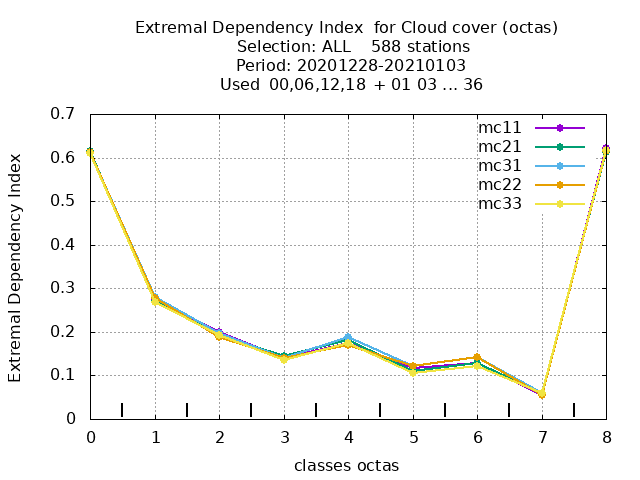 Extremal Dependency Index  for Cloud cover (octas)
Selection: ALL    588 stations
Period: 20201228-20210103
Used  00,06,12,18  + 01 03 ... 36
Extremal Dependency Index
0.7
0.6
0.5
0.4
0.3
0.2
0.1
0
mc11
mc21
mc31
mc22
mc33
0 1 2 3 4 5 6 7 8
classes octas